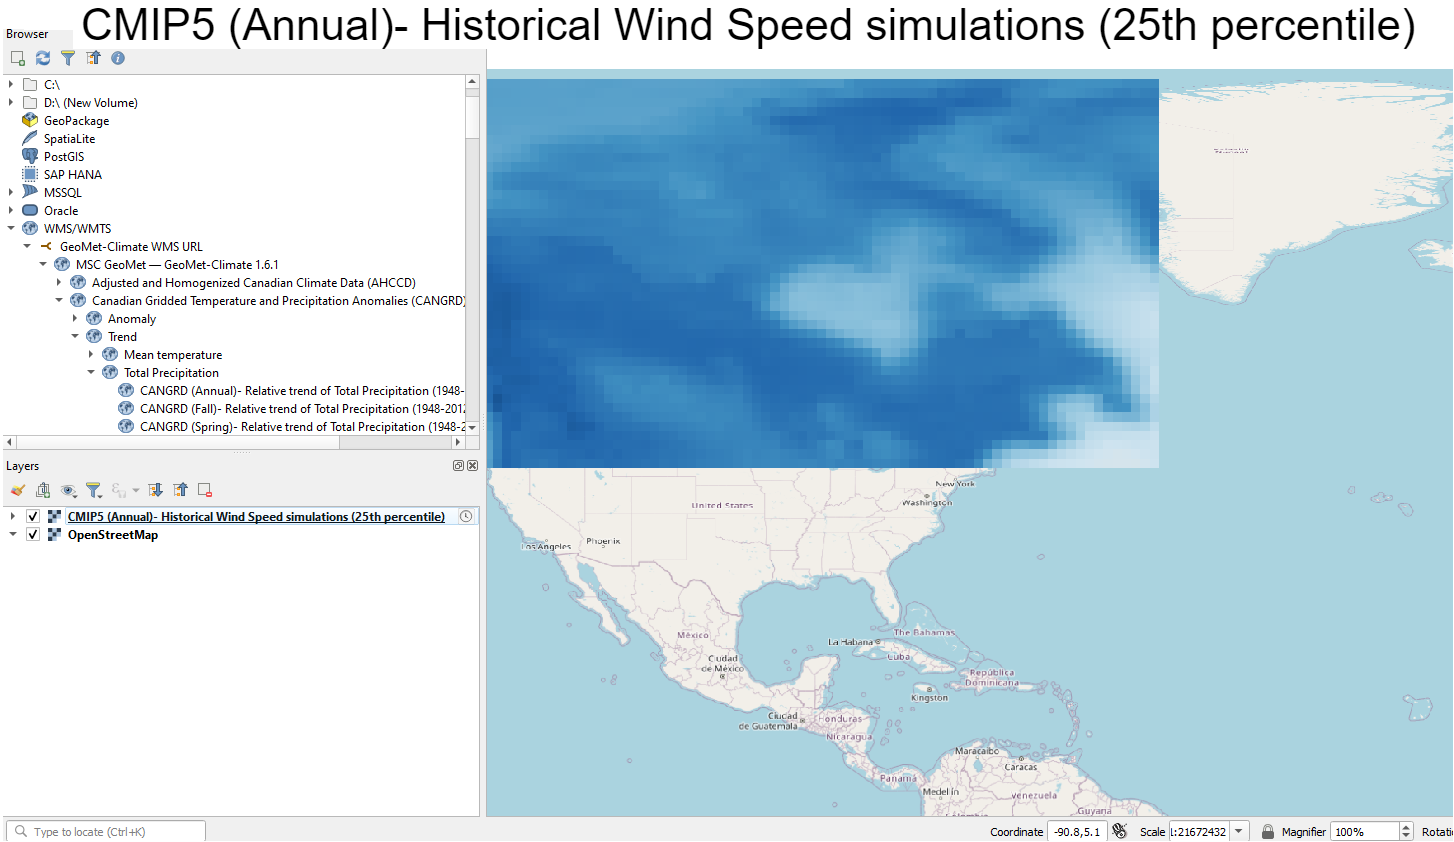 CMIP5 (Annual)- Historical Wind Speed simulations (25th percentile)
Browser
C:\
D:\ (New Volume)
GeoPackage
SpatiaLite
PostGIS
SAP HANA
MSSQL
Oracle
WMS/WMTS
GeoMet-Climate WMS URL
MSC GeoMet — GeoMet-Climate 1.6.1
Adjusted and Homogenized Canadian Climate Data (AHCCD)
Canadian Gridded Temperature and Precipitation Anomalies (CANGRD)
Anomaly
Trend
Mean temperature
Total Precipitation
CANGRD (Annual)- Relative trend of Total Precipitation (1948-
CANGRD (Fall)- Relative trend of Total Precipitation (1948-2012
CANGRD (Spring)- Relative trend of Total Precipitation (1948-2
Layers
CMIP5 (Annual)- Historical Wind Speed simulations (25th percentile)
OpenStreetMap
New York
United States
Washington
Los Angeles
Phoenix
México
Ciudad
de México
La Habana
The Bahamas
Cuba
República
Dominicana
Kingston
Ciudad
de Guatemala
Honduras
Nicaragua
Maracaibo
Caracas
Panamá
Medellín
Venezuela
Guyana
Colombia
Type to locate (Ctrl+K)
Coordinate -90.8,5.1 Scale 1:21672432 Magnifier 100% Rotati